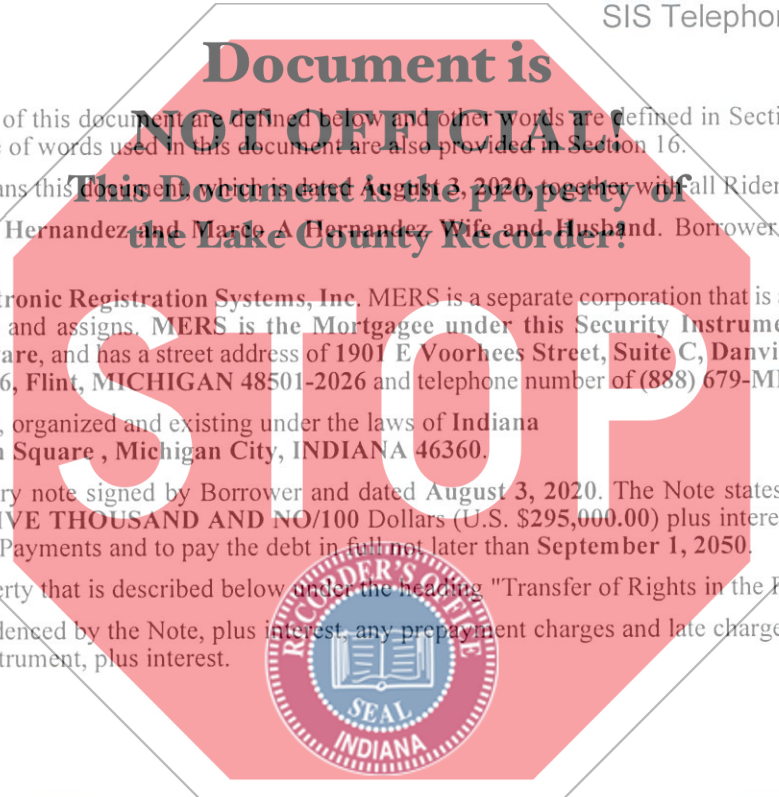 SIS Telephon
Document is
of this document are defined below and other words are defined in Secti
of words used in this document are also provided in Section 16.
NOT OFFICIAL!
ans this document, which is dated August 3, 2020, together with all Rider
This Document is the property of
Hernandez and Marco A Hernandez, Wife and Husband. Borrower,
the Lake County Recorder!
tronic Registration Systems, Inc. MERS is a separate corporation that is
and assigns. MERS is the Mortgagee under this Security Instrume
are, and has a street address of 1901 E Voorhees Street, Suite C, Danvi
6, Flint, MICHIGAN 48501-2026 and telephone number of (888) 679-M
, organized and existing under the laws of Indiana
Square , Michigan City, INDIANA 46360.
STOP
ry note signed by Borrower and dated August 3, 2020. The Note states
IVE THOUSAND AND NO/100 Dollars (U.S. $295,000.00) plus intere
Payments and to pay the debt in full not later than September 1, 2050.
erty that is described below under the heading "Transfer of Rights in the P
denced by the Note, plus interest, any prepayment charges and late charge
trument, plus interest.
RECORDER'S OFFICE
SEAL
INDIANA